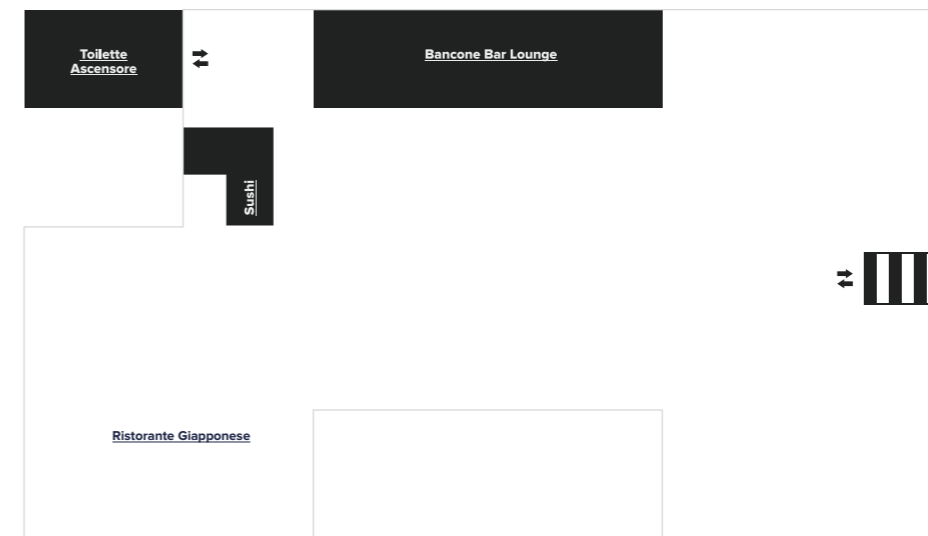 Toilette
Ascensore
Bancone Bar Lounge
Sushi
Ristorante Giapponese